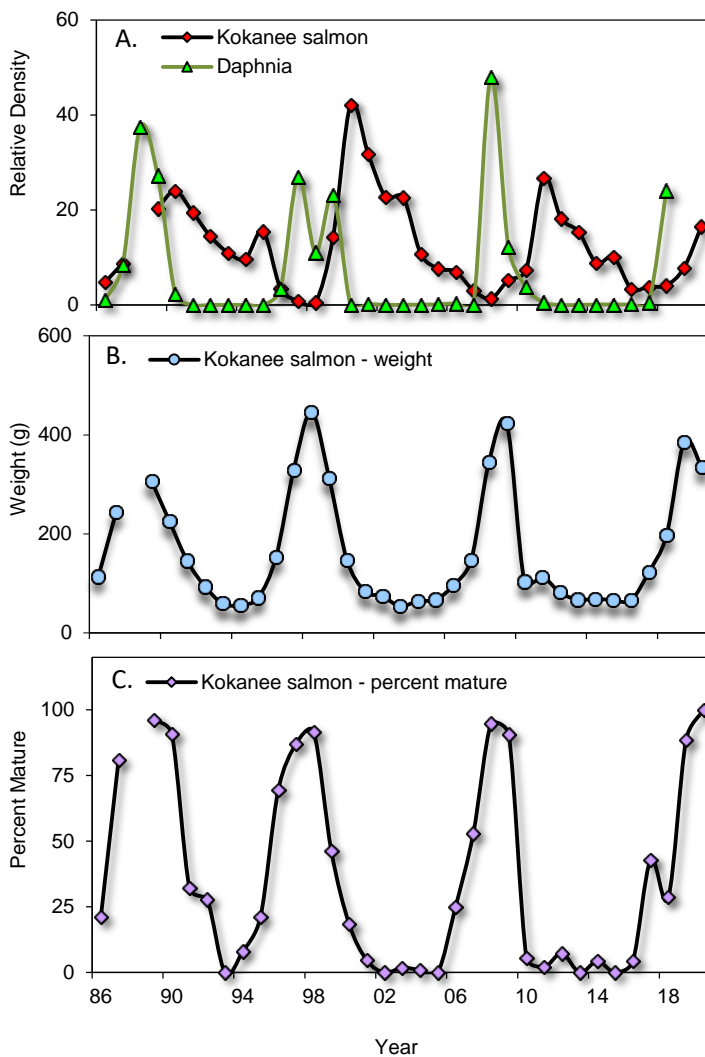 A.
Kokanee salmon
Daphnia
Relative Density
60
40
20
0
B.
Kokanee salmon - weight
Weight (g)
600
400
200
0
C.
Kokanee salmon - percent mature
Percent Mature
100
75
50
25
0
86 90 94 98 02 06 10 14 18
Year